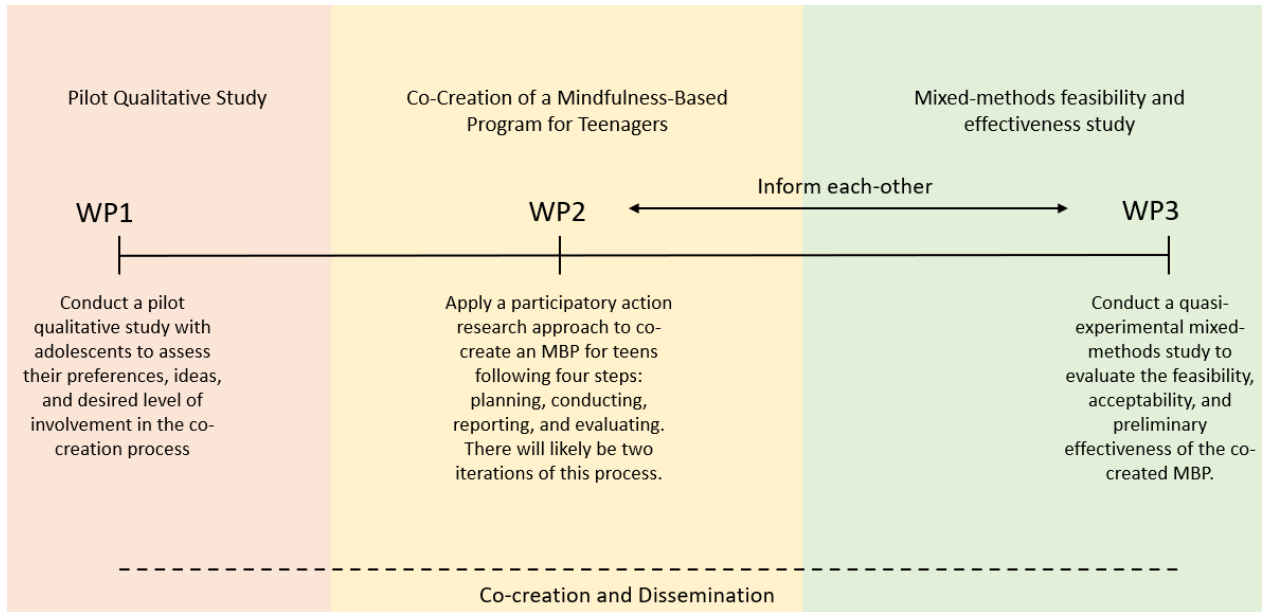 Pilot Qualitative Study
Co-Creation of a Mindfulness-Based
Program for Teenagers
Mixed-methods feasibility and
effectiveness study
Inform each-other
WP1
WP2
WP3
Conduct a pilot
qualitative study with
adolescents to assess
their preferences, ideas,
and desired level of
involvement in the co-
creation process
Apply a participatory action
research approach to co-
create an MBP for teens
following four steps:
planning, conducting,
reporting, and evaluating.
There will likely be two
iterations of this process.
Conduct a quasi-
experimental mixed-
methods study to
evaluate the feasibility,
acceptability, and
preliminary
effectiveness of the co-
created MBP.
Co-creation and Dissemination